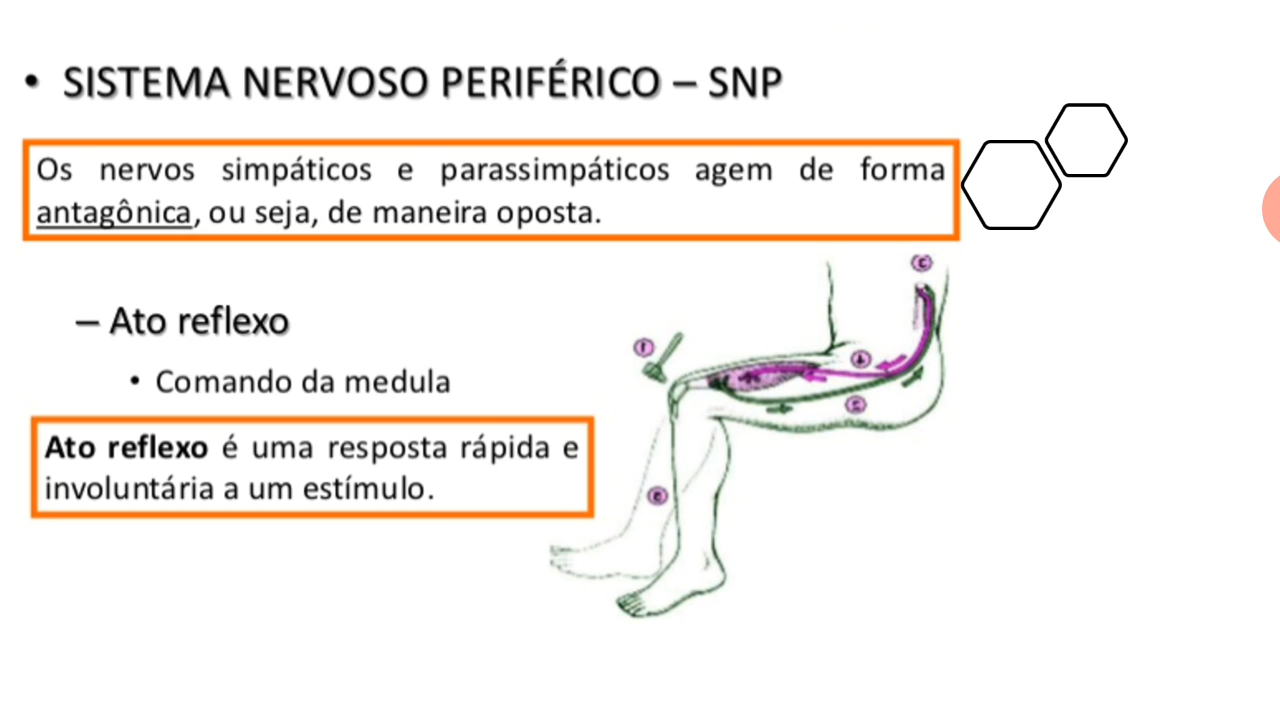 • SISTEMA NERVOSO PERIFÉRICO – SNP
Os nervos simpáticos e parassimpáticos agem de forma
antagônica, ou seja, de maneira oposta.
– Ato reflexo
• Comando da medula
Ato reflexo é uma resposta rápida e
involuntária a um estímulo.